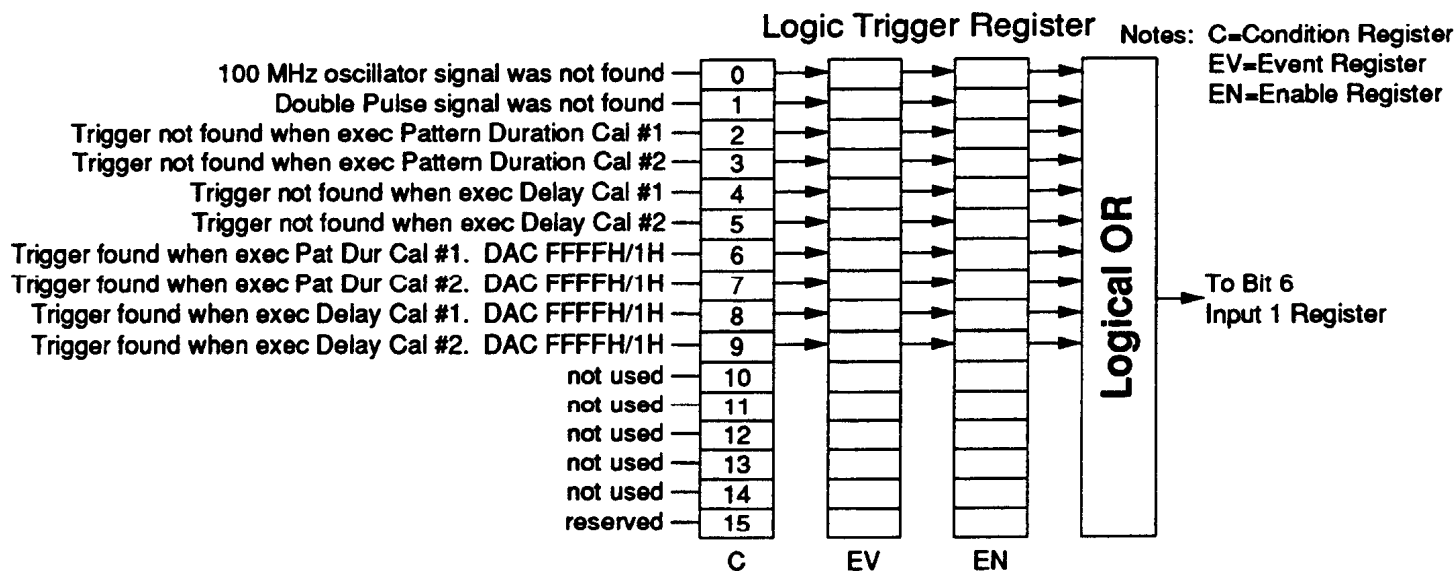 Logic Trigger Register
Notes: C=Condition Register
EV=Event Register
EN=Enable Register
100 MHz oscillator signal was not found 0
Double Pulse signal was not found 1
Trigger not found when exec Pattern Duration Cal #1 2
Trigger not found when exec Pattern Duration Cal #2 3
Trigger not found when exec Delay Cal #1 4
Trigger not found when exec Delay Cal #2 5
Trigger found when exec Pat Dur Cal #1. DAC FFFFH/1H 6
Trigger found when exec Pat Dur Cal #2. DAC FFFFH/1H 7
Trigger found when exec Delay Cal #1. DAC FFFFH/1H 8
Trigger found when exec Delay Cal #2. DAC FFFFH/1H 9
not used 10
not used 11
not used 12
not used 13
not used 14
reserved 15
C EV EN
Logical OR
To Bit 6
Input 1 Register